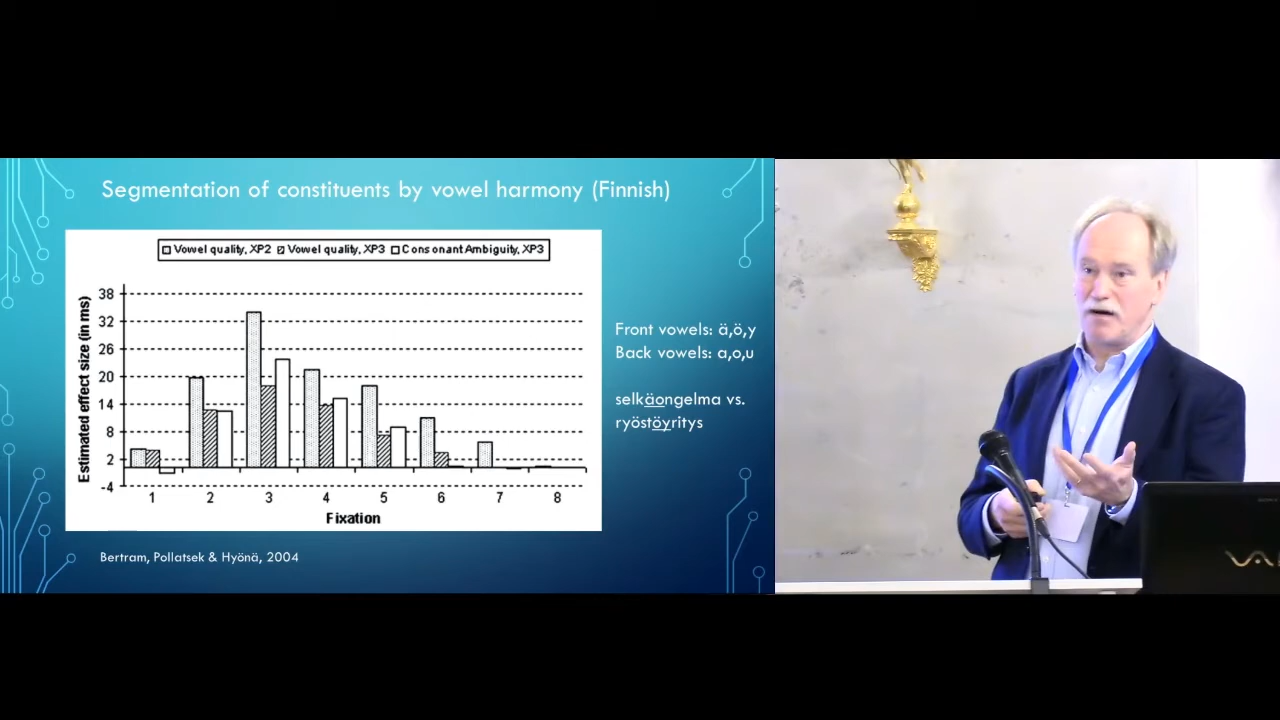 Segmentation of constituents by vowel harmony (Finnish)
Vowel quality, XP2 Vowel quality, XP3 Consonant Ambiguity, XP3
Estimated effect size (in ms)
38
32
26
20
14
8
2
-4
1 2 3 4 5 6 7 8
Fixation
Front vowels: ä,ö,y
Back vowels: a,o,u
selkäongelma vs.
ryöstöyritys
Bertram, Pollatsek & Hyönä, 2004